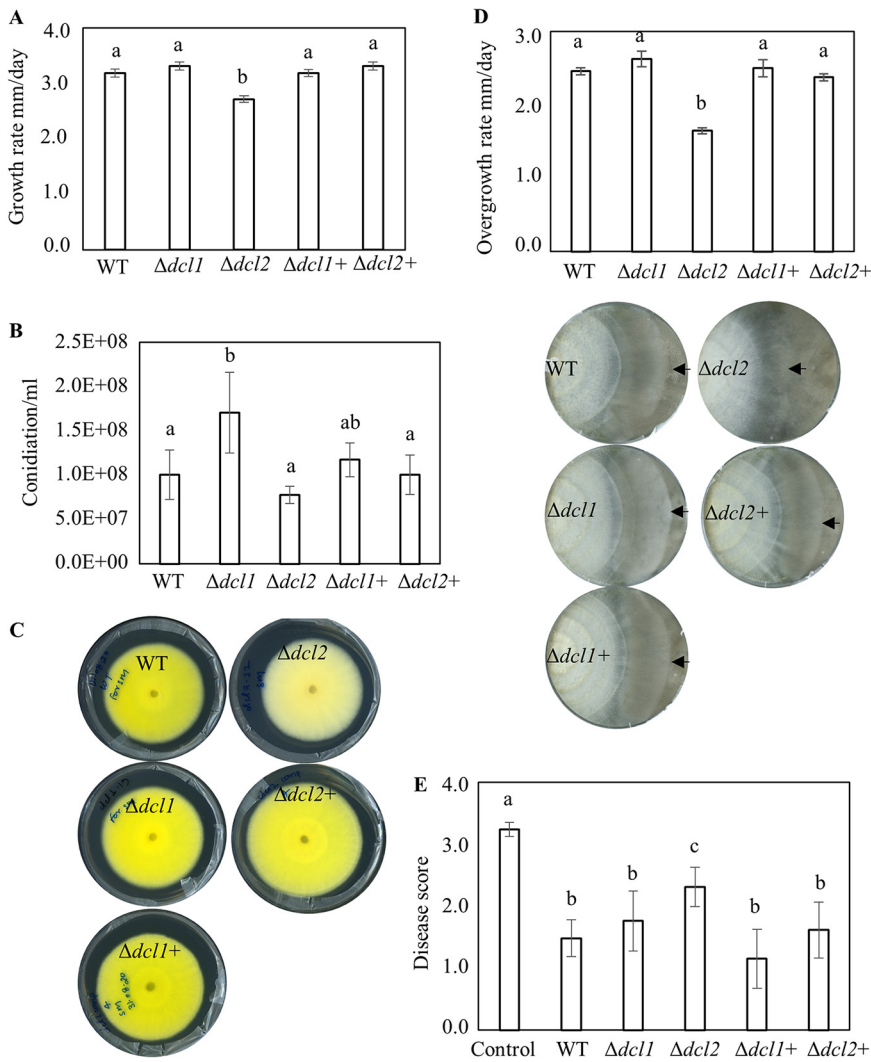 A
Growth rate mm/day
4.0
3.0
2.0
1.0
0.0
a
a
b
a
a
WT
Δdcl1
Δdcl2
Δdcl1+
Δdcl2+
B
Conidiation/ml
2.5E+08
2.0E+08
1.5E+08
1.0E+08
5.0E+07
0.0E+00
a
b
a
ab
a
WT
Δdcl1
Δdcl2
Δdcl1+
Δdcl2+
C
WT
Δdcl2
Δdcl1
Δdcl2+
Δdcl1+
D
Overgrowth rate mm/day
3.0
2.0
1.0
0.0
a
a
b
a
a
WT
Δdcl1
Δdcl2
Δdcl1+
Δdcl2+
WT
Δdcl2
Δdcl1
Δdcl2+
Δdcl1+
E
Disease score
4.0
3.0
2.0
1.0
0.0
a
b
b
c
b
b
Control
WT
Δdcl1
Δdcl2
Δdcl1+
Δdcl2+